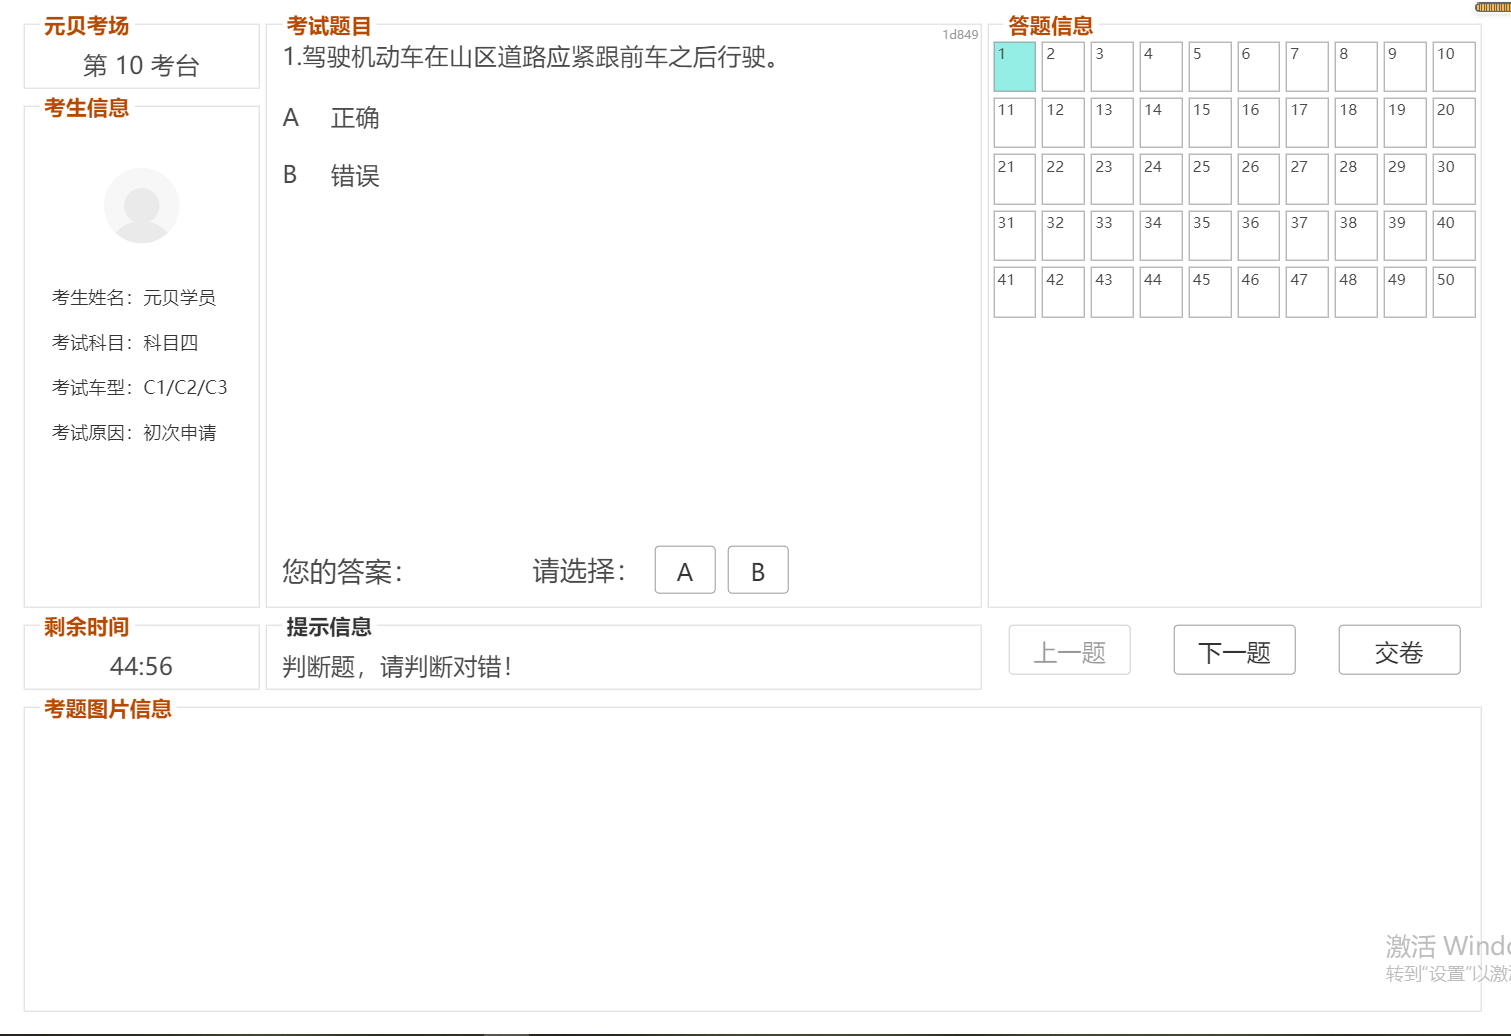 元贝考场
第 10 考台
考生信息
考生姓名：元贝学员
考试科目：科目四
考试车型：C1/C2/C3
考试原因：初次申请
考试题目
1d849
1.驾驶机动车在山区道路应紧跟前车之后行驶。
A 正确
B 错误
您的答案：
请选择：
A B
答题信息
1 2 3 4 5 6 7 8 9 10
11 12 13 14 15 16 17 18 19 20
21 22 23 24 25 26 27 28 29 30
31 32 33 34 35 36 37 38 39 40
41 42 43 44 45 46 47 48 49 50
剩余时间
44:56
提示信息
判断题，请判断对错！
上一题 下一题 交卷
考题图片信息
激活 Windo
转到“设置”以激